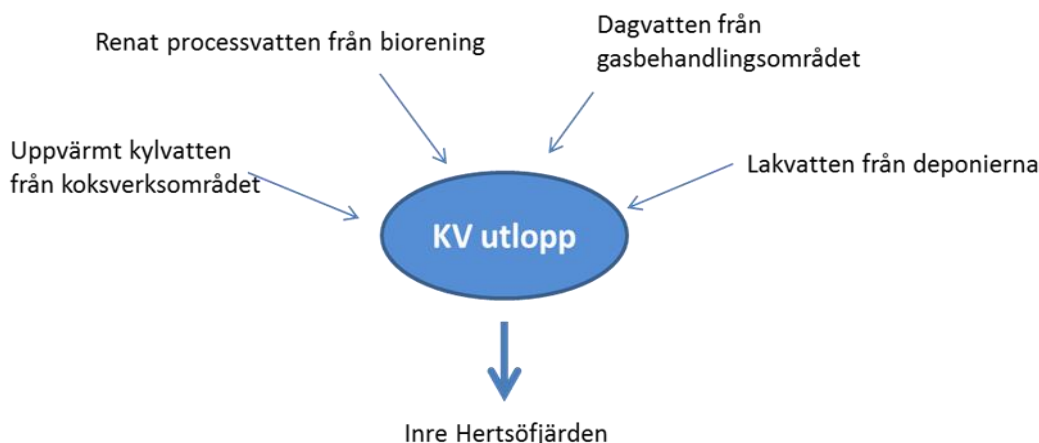 Renat processvatten från biorening
Dagvatten från
gasbehandlingsområdet
Uppvärmt kylvatten
från koksverksområdet
Lakvatten från deponierna
KV utlopp
Inre Hertsöfjärden